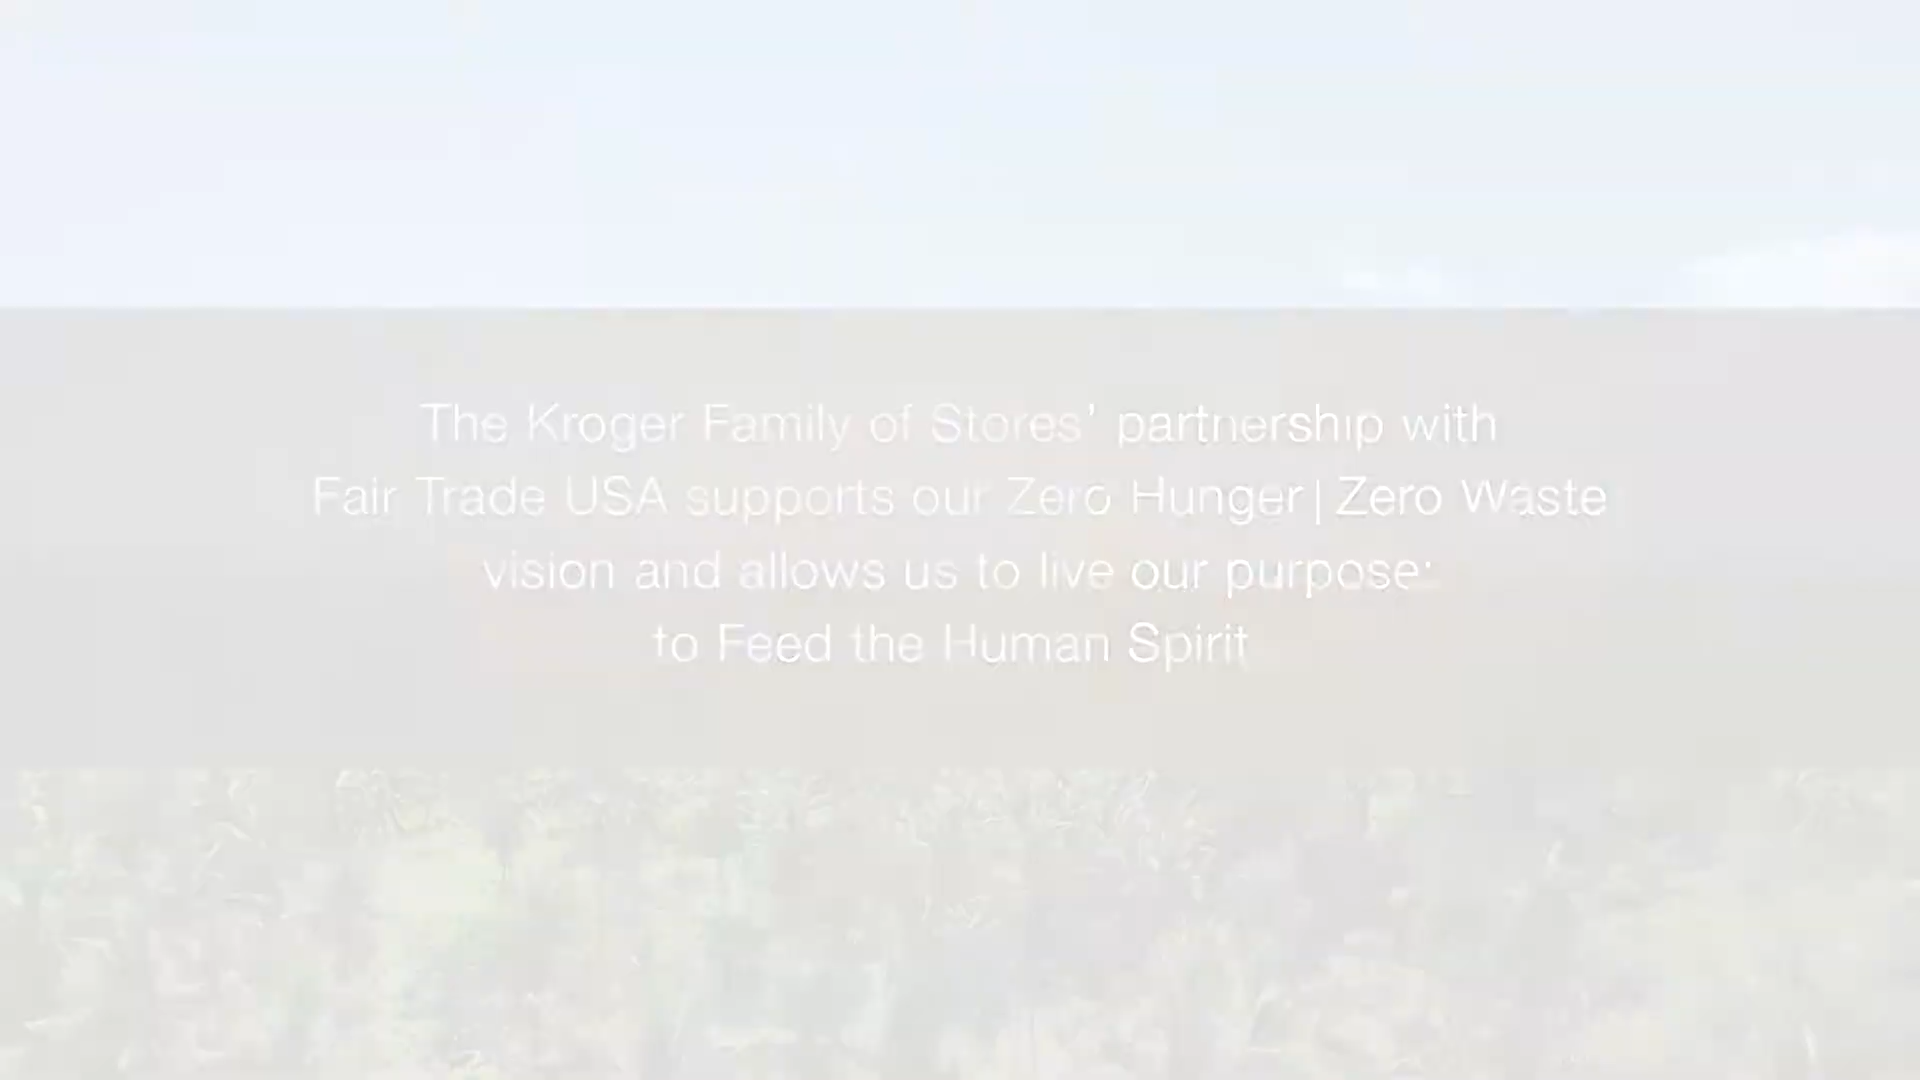 The Kroger Family of Stores’ partnership with
Fair Trade USA supports our Zero Hunger | Zero Waste
vision and allows us to live our purpose:
to Feed the Human Spirit